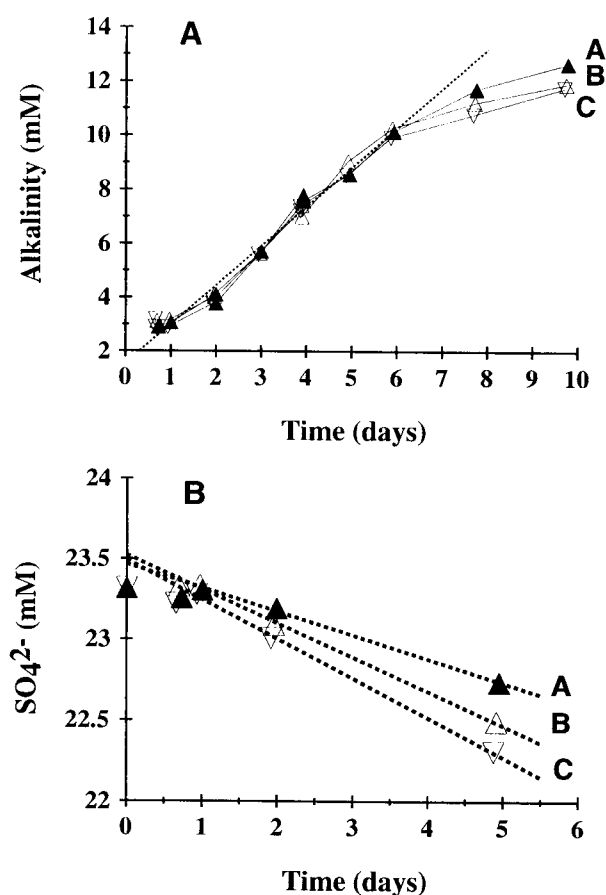 A
14
12
10
8
6
4
2
Alkalinity (mM)
A
B
C
0 1 2 3 4 5 6 7 8 9 10
Time (days)
B
24
23.5
23
22.5
22
SO₄²⁻ (mM)
A
B
C
0 1 2 3 4 5 6
Time (days)